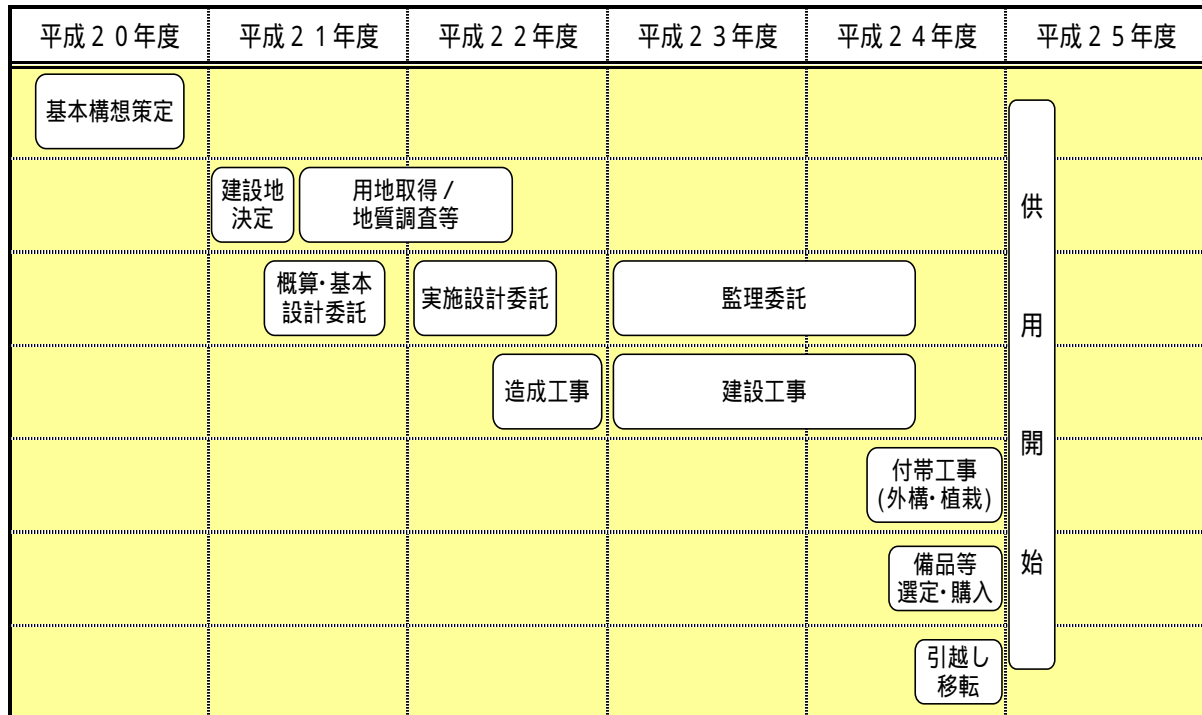 平成２０年度 平成２１年度 平成２２年度 平成２３年度 平成２４年度 平成２５年度
基本構想策定
建設地
決定
用地取得 /
地質調査等
概算・基本
設計委託
実施設計委託
監理委託
造成工事
建設工事
付帯工事
(外構・植栽)
備品等
選定・購入
引越し
移転
供用開始